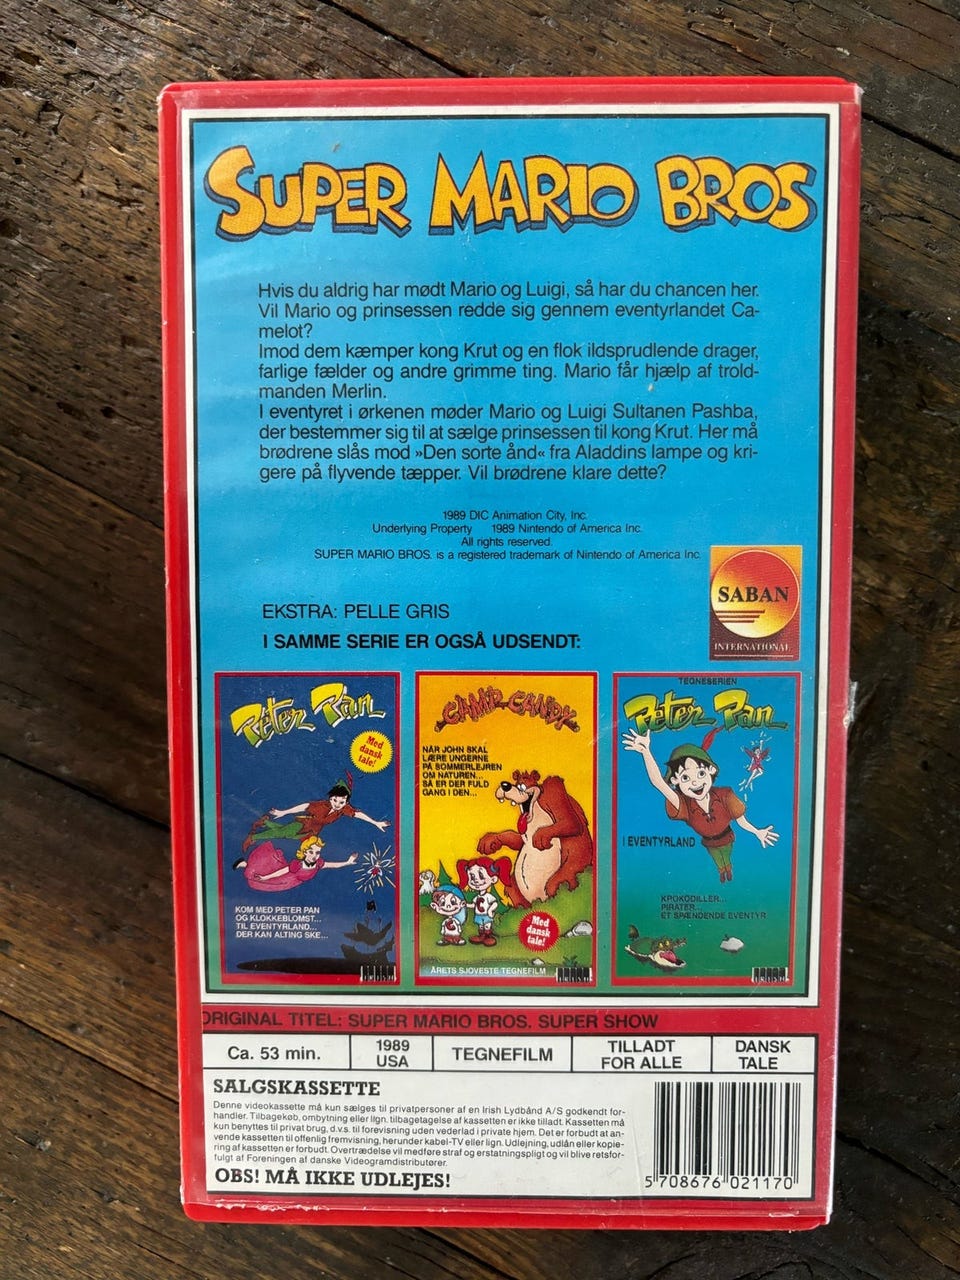 SUPER MARIO BROS
Hvis du aldrig har mødt Mario og Luigi, så har du chancen her.
Vil Mario og prinsessen redde sig gennem eventyrlandet Ca-
melot?
Imod dem kæmper kong Krut og en flok ildsprudlende drager,
farlige fælder og andre grimme ting. Mario får hjælp af trold-
manden Merlin.
I eventyret i ørkenen møder Mario og Luigi Sultanen Pashba,
der bestemmer sig til at sælge prinsessen til kong Krut. Her må
brødrene slås mod »Den sorte ånd« fra Aladdins lampe og kri-
gere på flyvende tæpper. Vil brødrene klare dette?
1989 DIC Animation City, Inc.
Underlying Property 1989 Nintendo of America Inc.
All rights reserved.
SUPER MARIO BROS. is a registered trademark of Nintendo of America Inc.
SABAN
INTERNATIONAL
EKSTRA: PELLE GRIS
I SAMME SERIE ER OGSÅ UDSENDT:
Peter Pan
Med
dansk
tale!
KOM MED PETER PAN
OG KLOKKEBLOMST...
TIL EVENTYRLAND...
DER KAN ALTING SKE...
CAMP CANDY
NÅR JOHN SKAL
LÆRE UNGERNE
PÅ SOMMERLEJREN
OM NATUREN...
SÅ ER DER FULD
GANG I DEN...
Med
dansk
tale!
ÅRETS SJOVESTE TEGNEFILM
TEGNESERIEN
Peter Pan
I EVENTYRLAND
KROKODILLER...
PIRATER...
ET SPÆNDENDE EVENTYR
ORIGINAL TITEL: SUPER MARIO BROS. SUPER SHOW
Ca. 53 min.
1989
USA
TEGNEFILM
TILLADT
FOR ALLE
DANSK
TALE
SALGSKASSETTE
Denne videokassette må kun sælges til privatpersoner af en Irish Lydbånd A/S godkendt for-
handler. Tilbagekøb, ombytning eller lign. tilbagetagelse af kassetten er ikke tilladt. Kassetten må
kun benyttes til privat brug, d.v.s. til forevisning uden vederlad i private hjem. Det er forbudt at an-
vende kassetten til offenlig fremvisning, herunder kabel-TV eller lign. Udlejning, udlån eller kopie-
ring af kassetten er forbudt. Overtrædelse vil medføre straf og erstatningspligt og vil blive retsfor-
fulgt af Foreningen af danske Videogramdistributører.
OBS! MÅ IKKE UDLEJES!
5 708676 021170